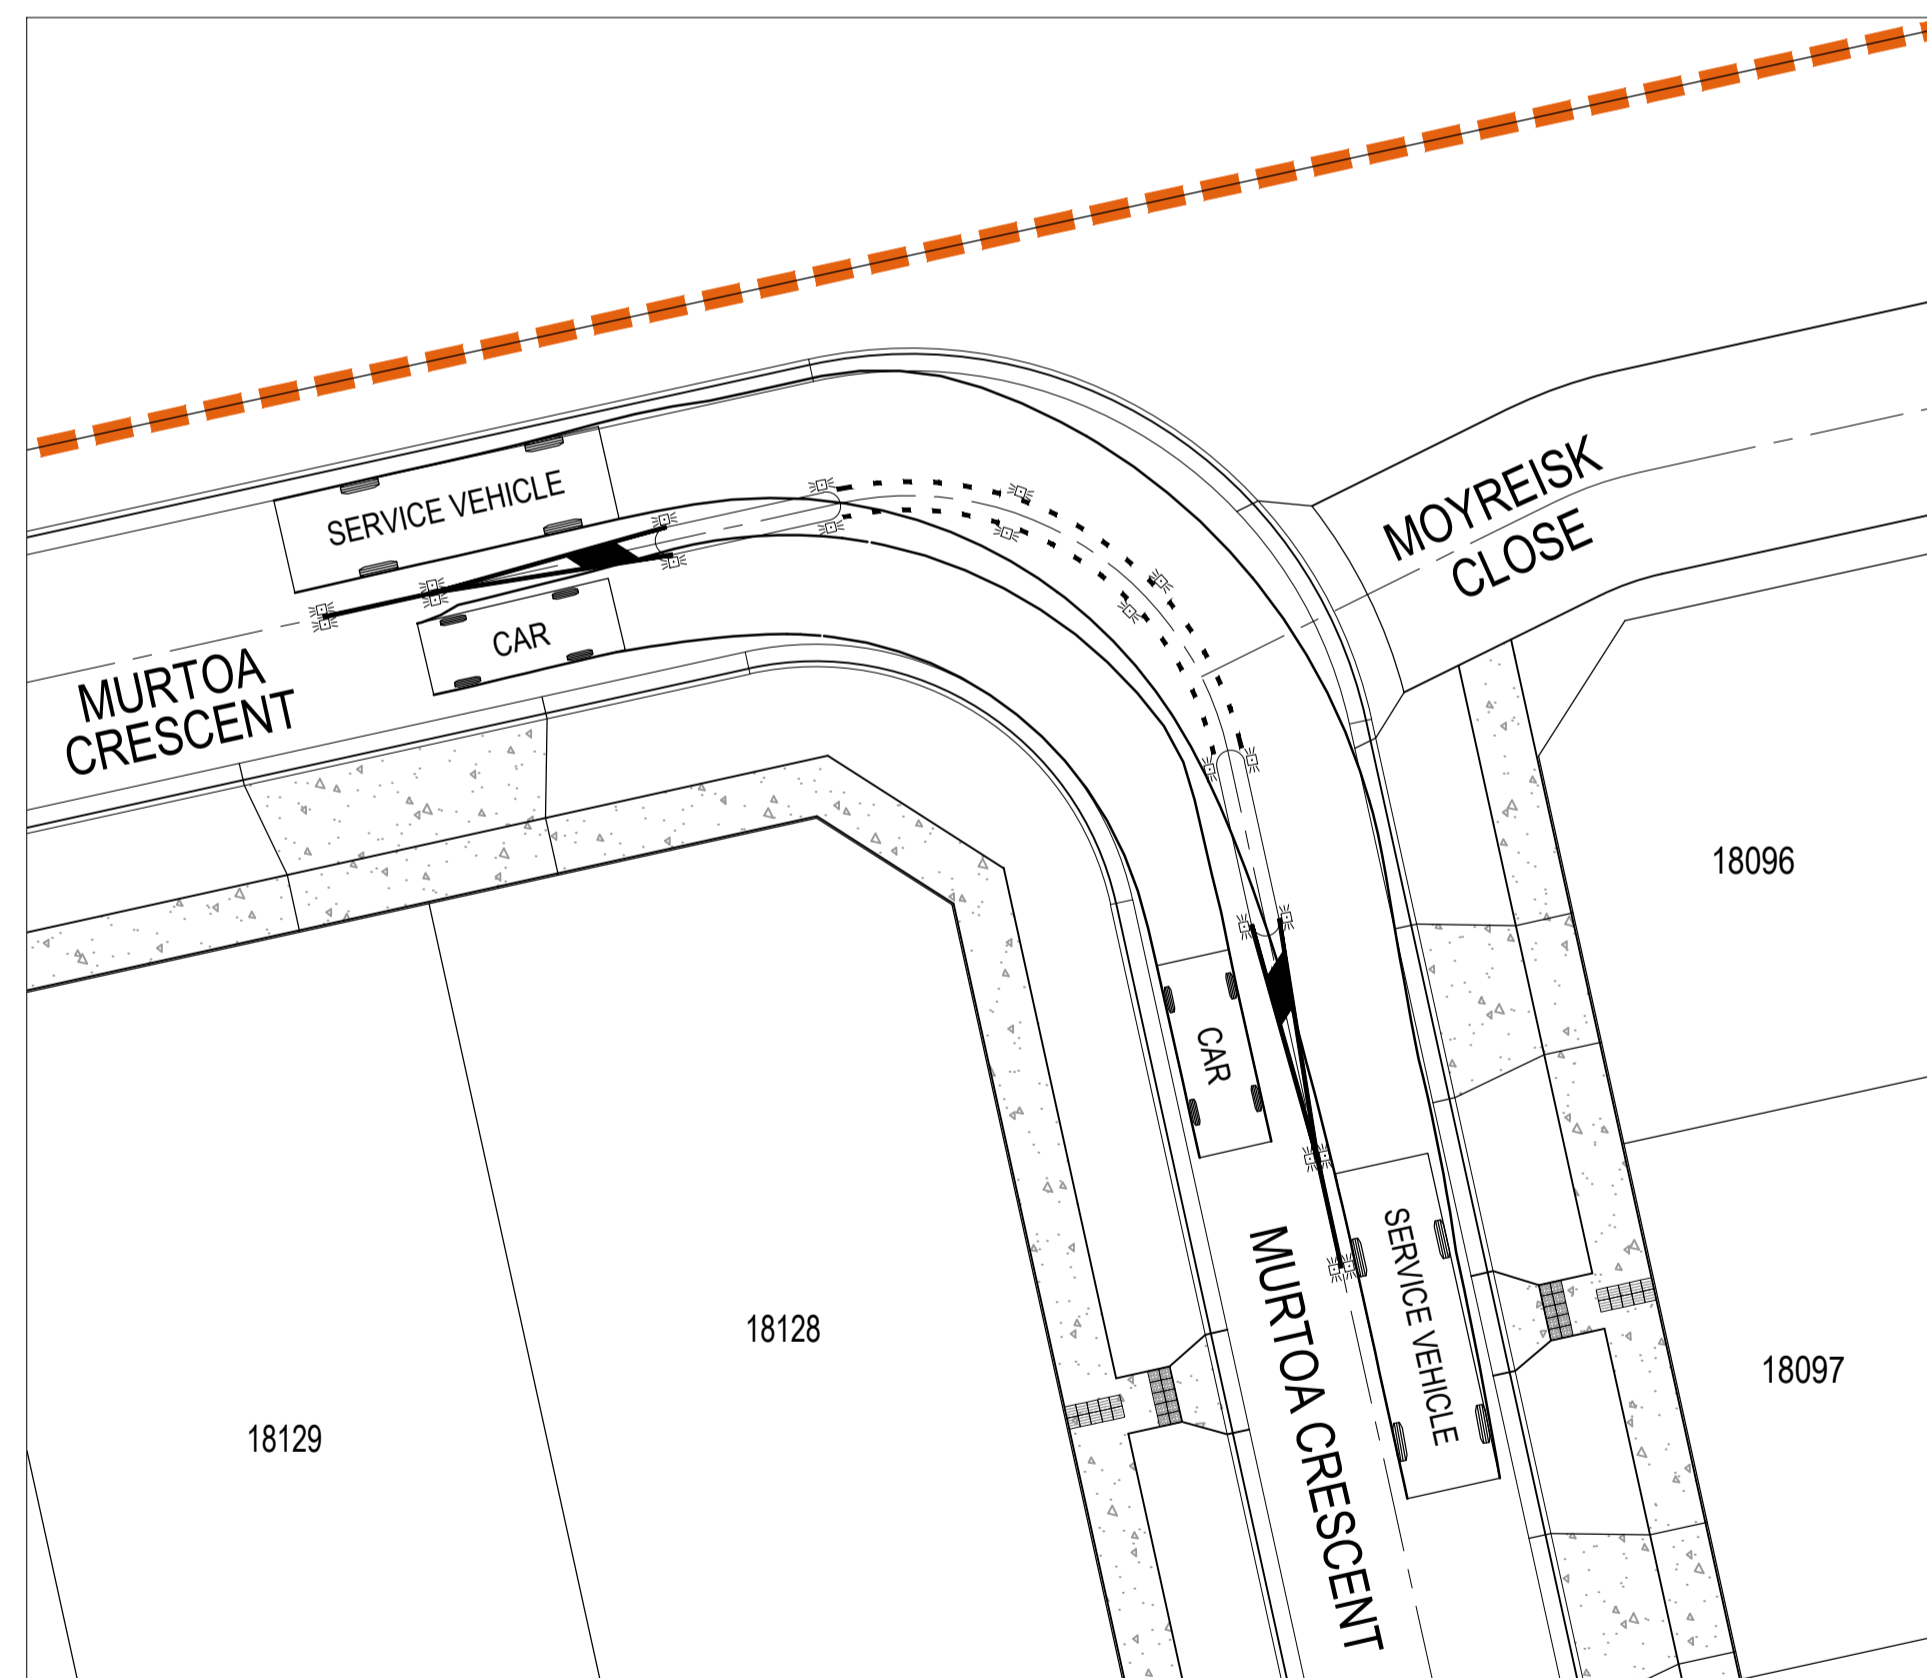 MOYREISK
CLOSE
SERVICE VEHICLE
CAR
MURTOA
CRESCENT
18096
CAR
SERVICE VEHICLE
MURTOA CRESCENT
18128
18097
18129